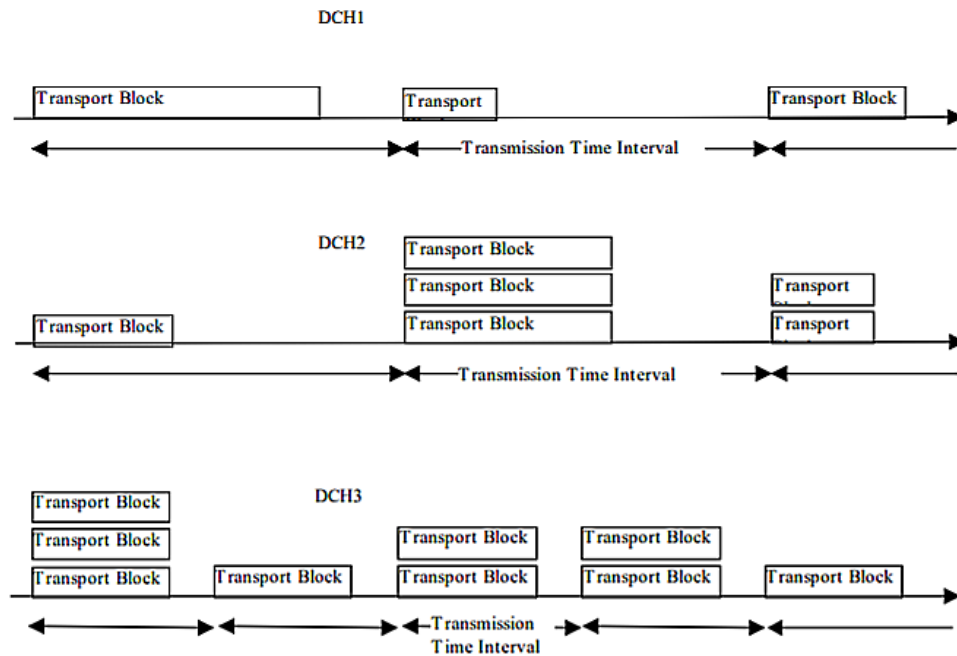 DCH1
Transport Block
Transport
Transport Block
Transmission Time Interval
DCH2
Transport Block
Transport Block
Transport
Transport Block
Transport Block
Transport
Transmission Time Interval
DCH3
Transport Block
Transport Block
Transport Block
Transport Block
Transport Block
Transport Block
Transport Block
Transport Block
Transport Block
Transmission
Time Interval